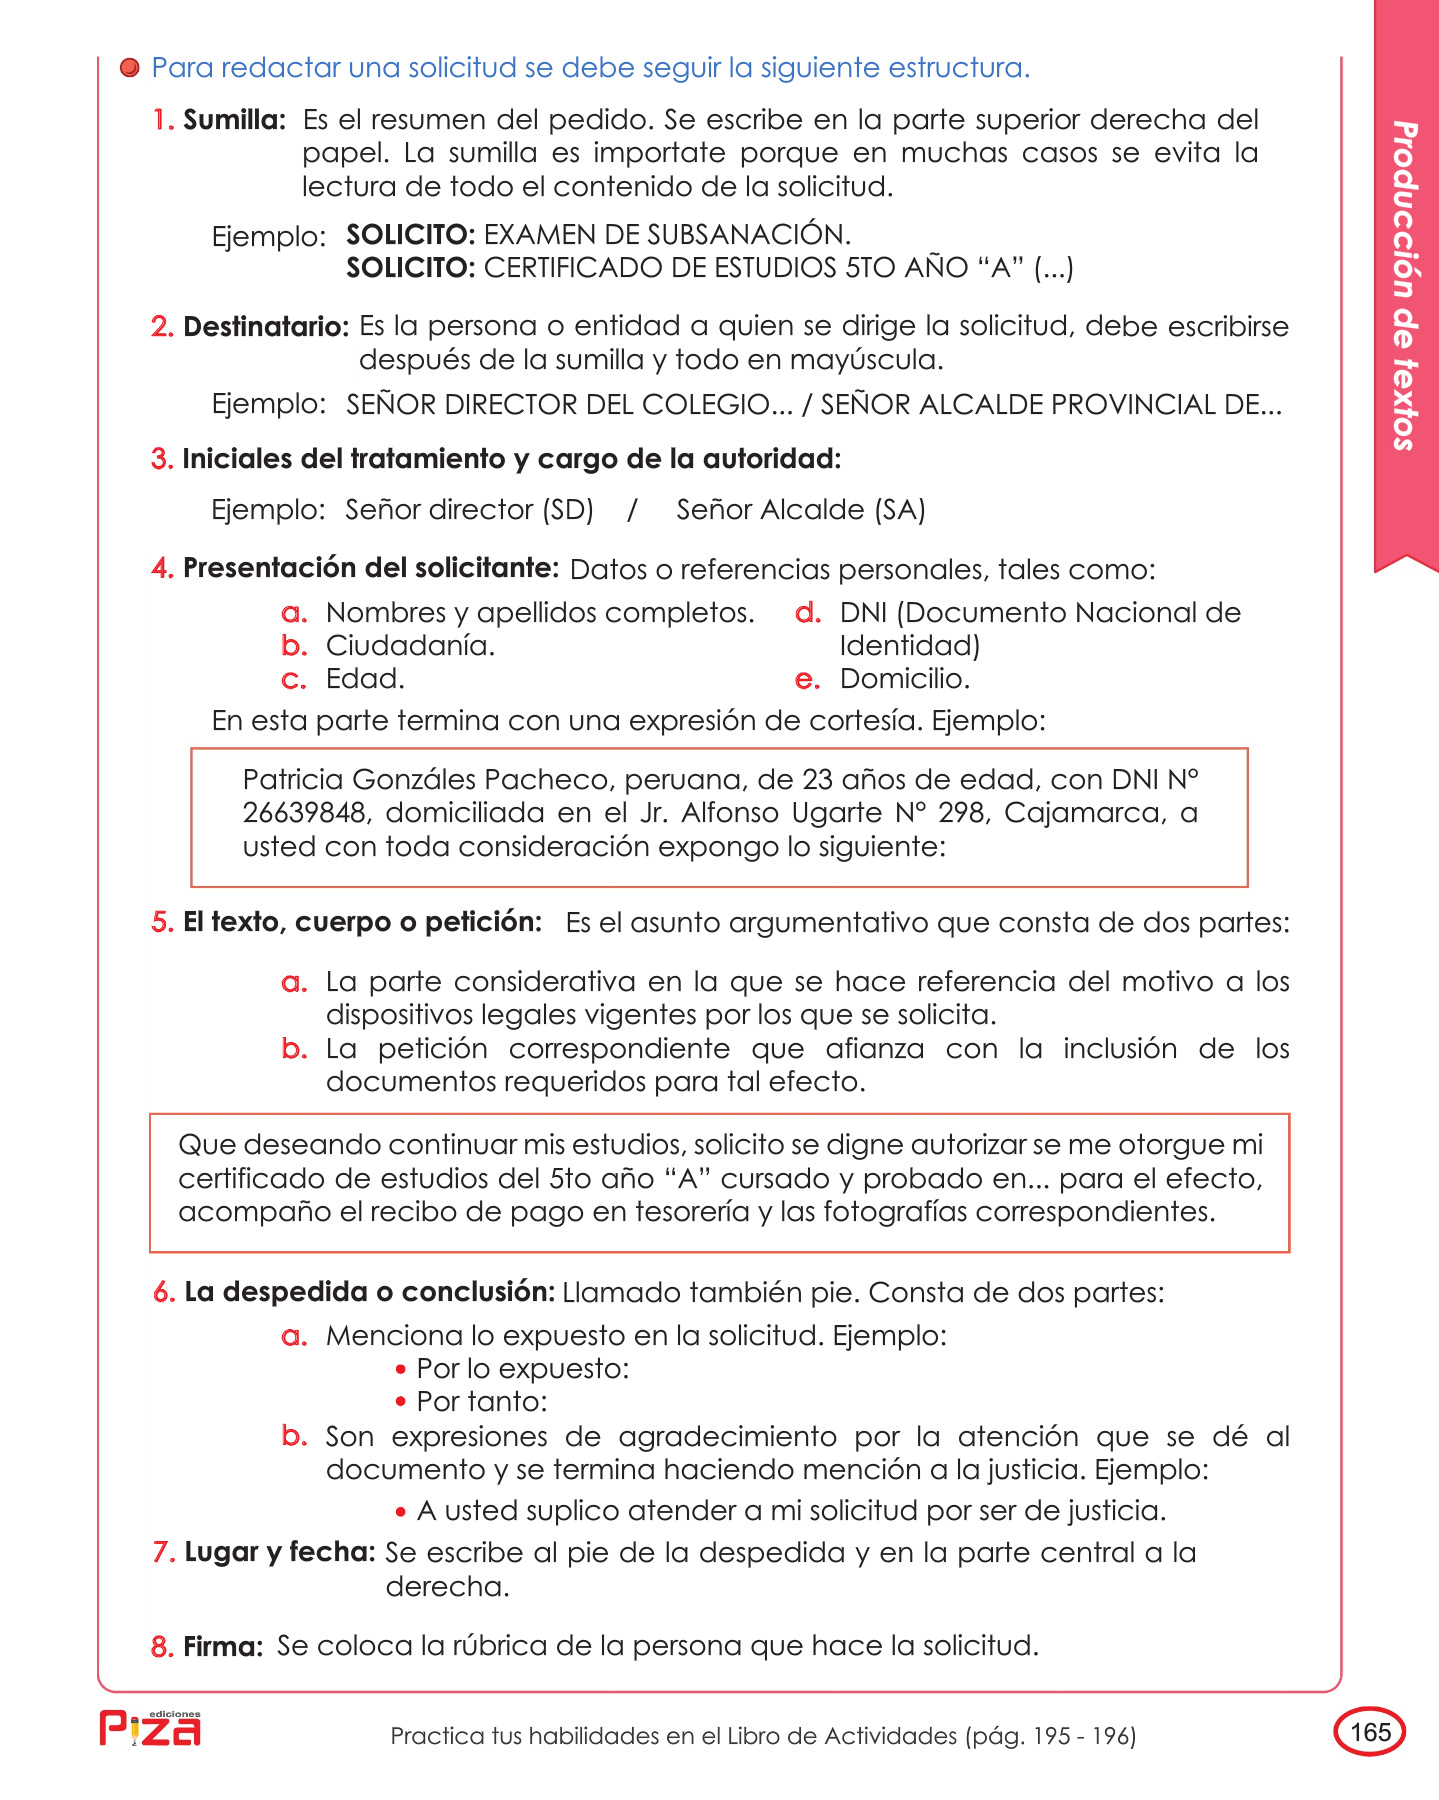 Para redactar una solicitud se debe seguir la siguiente estructura.
1. Sumilla: Es el resumen del pedido. Se escribe en la parte superior derecha del
papel. La sumilla es importate porque en muchas casos se evita la
lectura de todo el contenido de la solicitud.
Ejemplo: SOLICITO: EXAMEN DE SUBSANACIÓN.
SOLICITO: CERTIFICADO DE ESTUDIOS 5TO AÑO “A” (...)
2. Destinatario: Es la persona o entidad a quien se dirige la solicitud, debe escribirse
después de la sumilla y todo en mayúscula.
Ejemplo: SEÑOR DIRECTOR DEL COLEGIO... / SEÑOR ALCALDE PROVINCIAL DE...
3. Iniciales del tratamiento y cargo de la autoridad:
Ejemplo: Señor director (SD) / Señor Alcalde (SA)
4. Presentación del solicitante: Datos o referencias personales, tales como:
a. Nombres y apellidos completos.
b. Ciudadanía.
c. Edad.
d. DNI (Documento Nacional de
Identidad)
e. Domicilio.
En esta parte termina con una expresión de cortesía. Ejemplo:
Patricia Gonzáles Pacheco, peruana, de 23 años de edad, con DNI N°
26639848, domiciliada en el Jr. Alfonso Ugarte N° 298, Cajamarca, a
usted con toda consideración expongo lo siguiente:
5. El texto, cuerpo o petición: Es el asunto argumentativo que consta de dos partes:
a. La parte considerativa en la que se hace referencia del motivo a los
dispositivos legales vigentes por los que se solicita.
b. La petición correspondiente que afianza con la inclusión de los
documentos requeridos para tal efecto.
Que deseando continuar mis estudios, solicito se digne autorizar se me otorgue mi
certificado de estudios del 5to año “A” cursado y probado en... para el efecto,
acompaño el recibo de pago en tesorería y las fotografías correspondientes.
6. La despedida o conclusión: Llamado también pie. Consta de dos partes:
a. Menciona lo expuesto en la solicitud. Ejemplo:
• Por lo expuesto:
• Por tanto:
b. Son expresiones de agradecimiento por la atención que se dé al
documento y se termina haciendo mención a la justicia. Ejemplo:
• A usted suplico atender a mi solicitud por ser de justicia.
7. Lugar y fecha: Se escribe al pie de la despedida y en la parte central a la
derecha.
8. Firma: Se coloca la rúbrica de la persona que hace la solicitud.
Producción de textos
ediciones
PIZA
Practica tus habilidades en el Libro de Actividades (pág. 195 - 196)
165